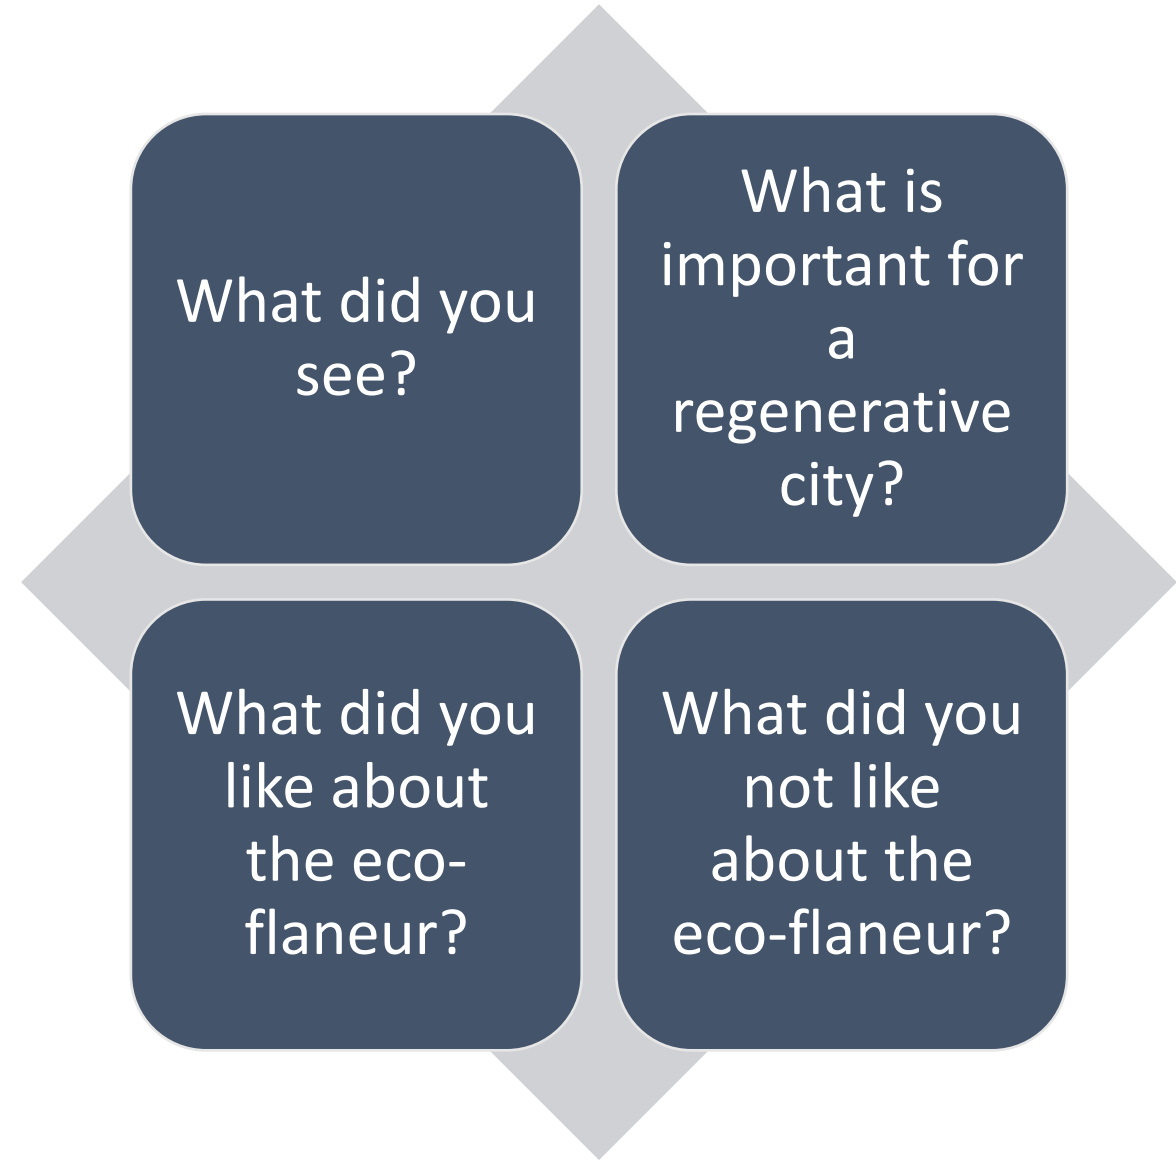 What did you
see?
What is
important for
a
regenerative
city?
What did you
like about
the eco-
flaneur?
What did you
not like
about the
eco-flaneur?